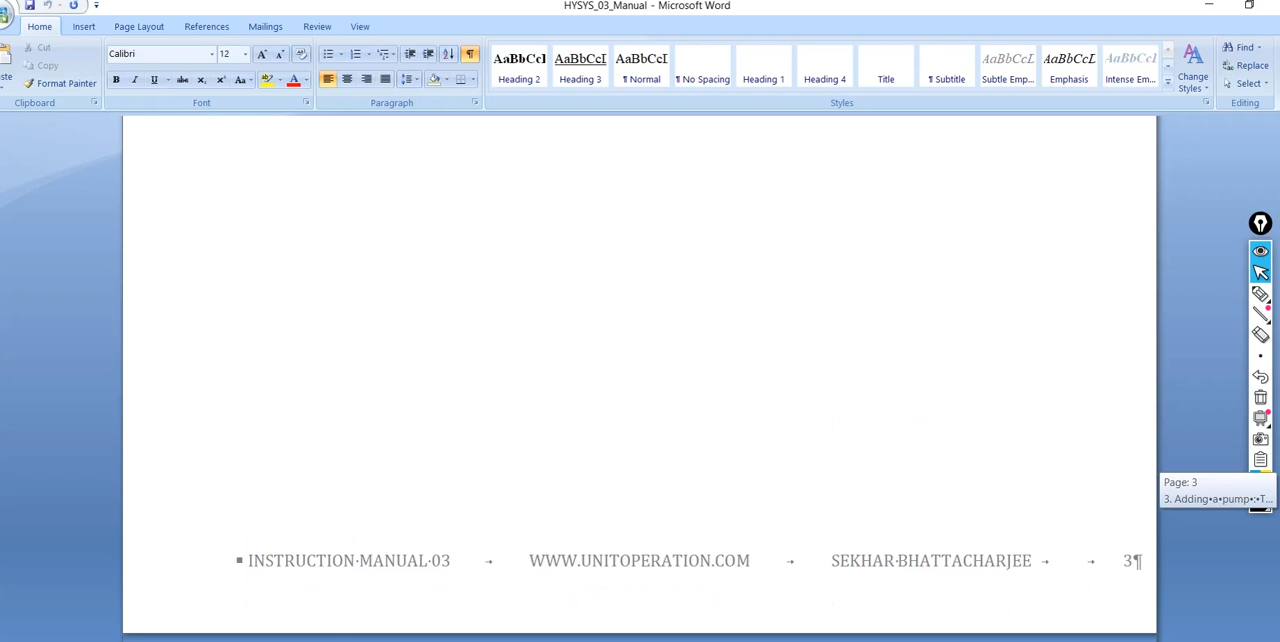 HYSYS_03_Manual - Microsoft Word
Home Insert Page Layout References Mailings Review View
Cut
Copy
Format Painter
Clipboard
Calibri 12
Font
Paragraph
AaBbCcI AaBbCcI AaBbCcI AaBbCcL AaBbCcL AaBbCcI
Heading 2 Heading 3 ¶ Normal ¶ No Spacing Heading 1 Heading 4 Title ¶ Subtitle Subtle Emp... Emphasis Intense Em...
Styles
Change
Styles
Find
Replace
Select
Editing
Page: 3
3. Adding•a•pump•:•T...
INSTRUCTION·MANUAL·03 → WWW.UNITOPERATION.COM → SEKHAR·BHATTACHARJEE → → 3¶